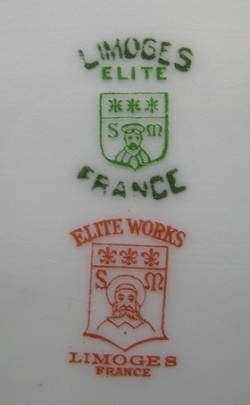 LIMOGES
ELITE
S M
FRANCE
ELITE WORKS
S M
LIMOGES
FRANCE